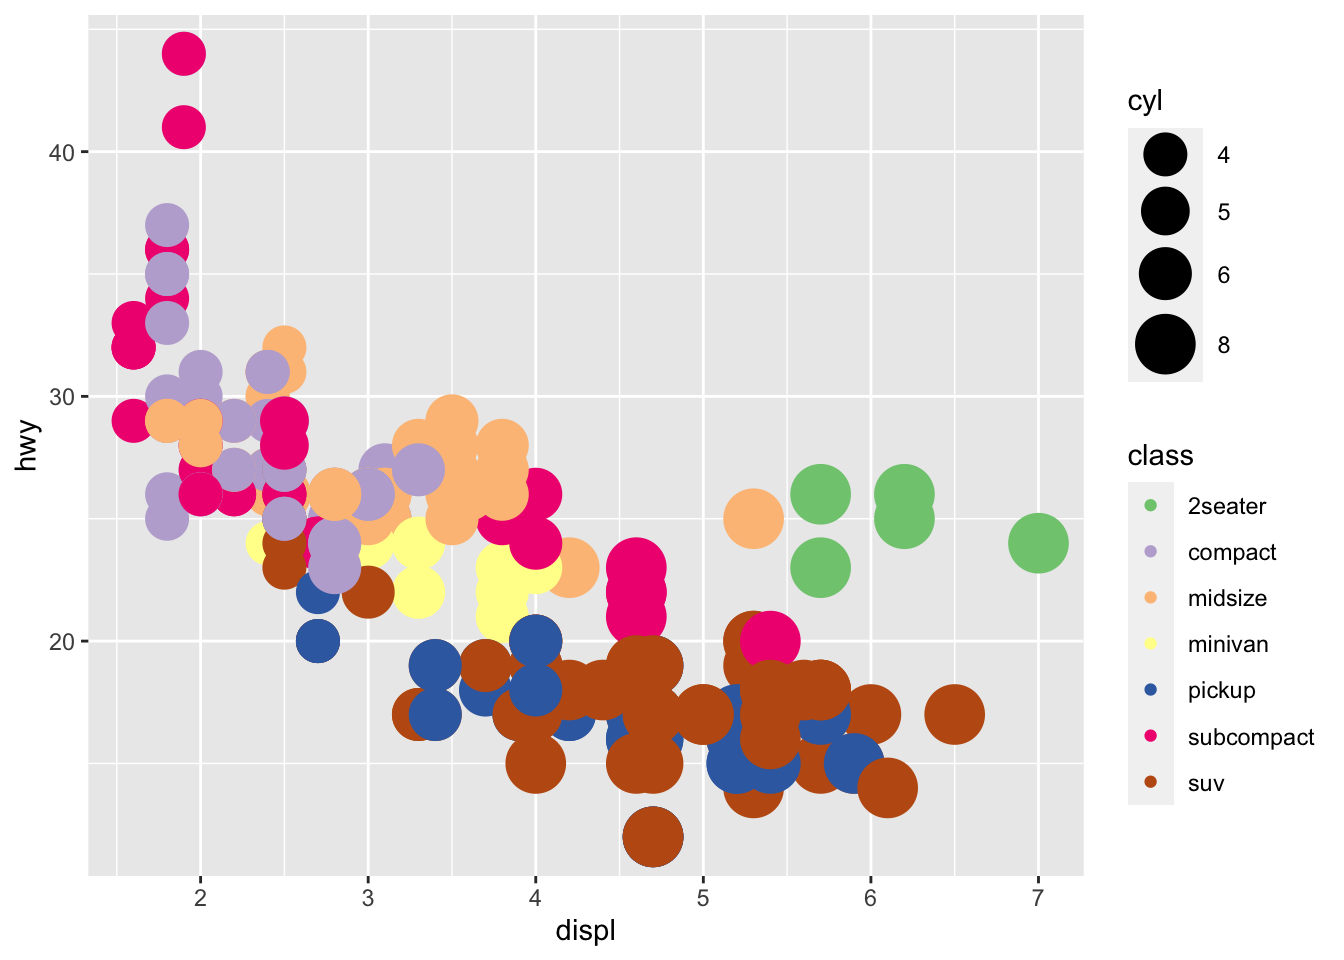 40
30
20
hwy
2 3 4 5 6 7
displ
cyl
4
5
6
8
class
2seater
compact
midsize
minivan
pickup
subcompact
suv